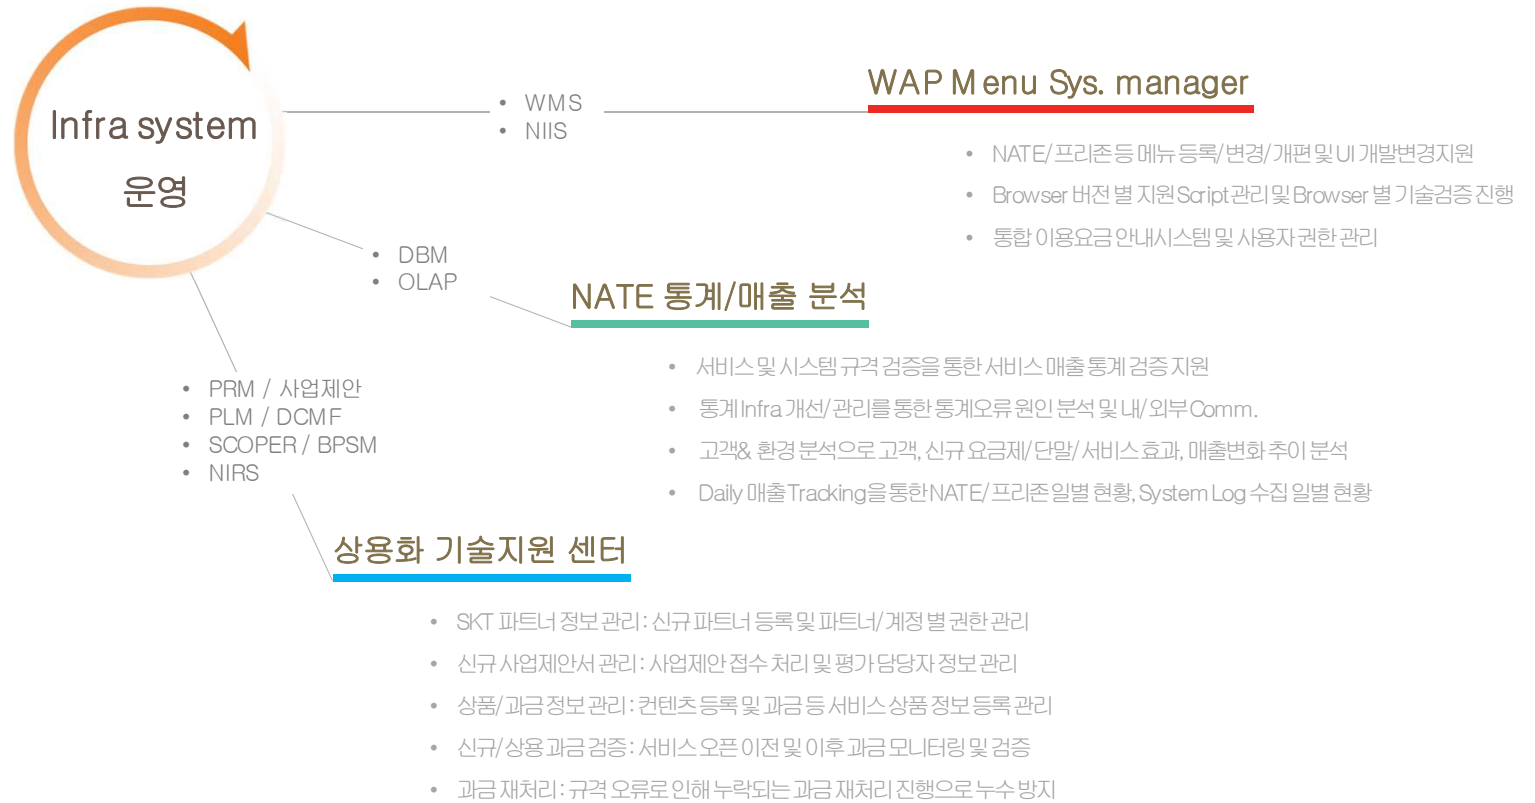 Infra system
운영
• WMS
• NIIS
WAP Menu Sys. manager
• NATE/프리존 등 메뉴 등록/변경/개편 및 UI 개발변경지원
• Browser 버전 별 지원 Script 관리 및 Browser 별 기술검증 진행
• 통합 이용요금 안내시스템 및 사용자 권한 관리
• DBM
• OLAP
NATE 통계/매출 분석
• 서비스 및 시스템 규격 검증을 통한 서비스 매출 통계 검증 지원
• 통계 Infra 개선/관리를 통한 통계오류 원인 분석 및 내/외부 Comm.
• 고객& 환경 분석으로 고객, 신규 요금제/단말/서비스 효과, 매출변화 추이 분석
• Daily 매출 Tracking을 통한 NATE/프리존 일별 현황, System Log 수집 일별 현황
• PRM / 사업제안
• PLM / DCMF
• SCOPER / BPSM
• NIRS
상용화 기술지원 센터
• SKT 파트너 정보 관리 : 신규 파트너 등록 및 파트너/계정 별 권한 관리
• 신규 사업제안서 관리 : 사업제안 접수 처리 및 평가 담당자 정보 관리
• 상품/과금 정보 관리 : 컨텐츠 등록 및 과금 등 서비스 상품 정보 등록 관리
• 신규/상용 과금 검증 : 서비스 오픈 이전 및 이후 과금 모니터링 및 검증
• 과금 재처리 : 규격 오류로 인해 누락되는 과금 재처리 진행으로 누수 방지